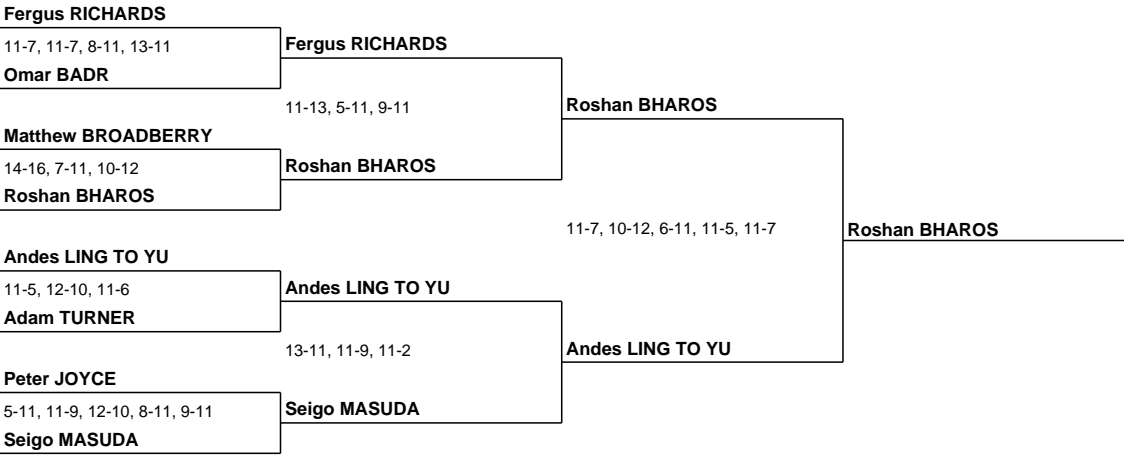 Fergus RICHARDS
11-7, 11-7, 8-11, 13-11
Omar BADR
Matthew BROADBERRY
14-16, 7-11, 10-12
Roshan BHAROS
Andes LING TO YU
11-5, 12-10, 11-6
Adam TURNER
Peter JOYCE
5-11, 11-9, 12-10, 8-11, 9-11
Seigo MASUDA
Fergus RICHARDS
11-13, 5-11, 9-11
Roshan BHAROS
Andes LING TO YU
13-11, 11-9, 11-2
Seigo MASUDA
Roshan BHAROS
11-7, 10-12, 6-11, 11-5, 11-7
Andes LING TO YU
Roshan BHAROS